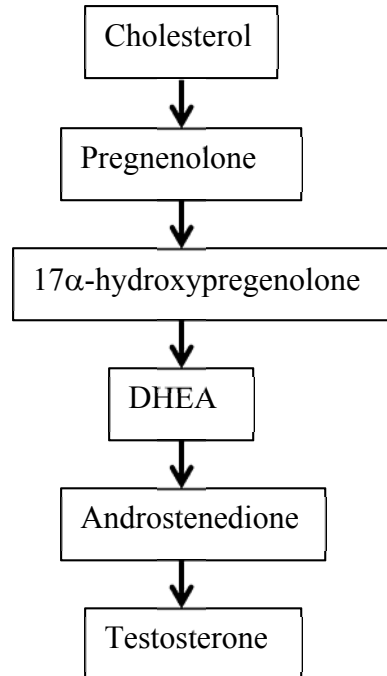 Cholesterol
Pregnenolone
17α-hydroxypregenolone
DHEA
Androstenedione
Testosterone